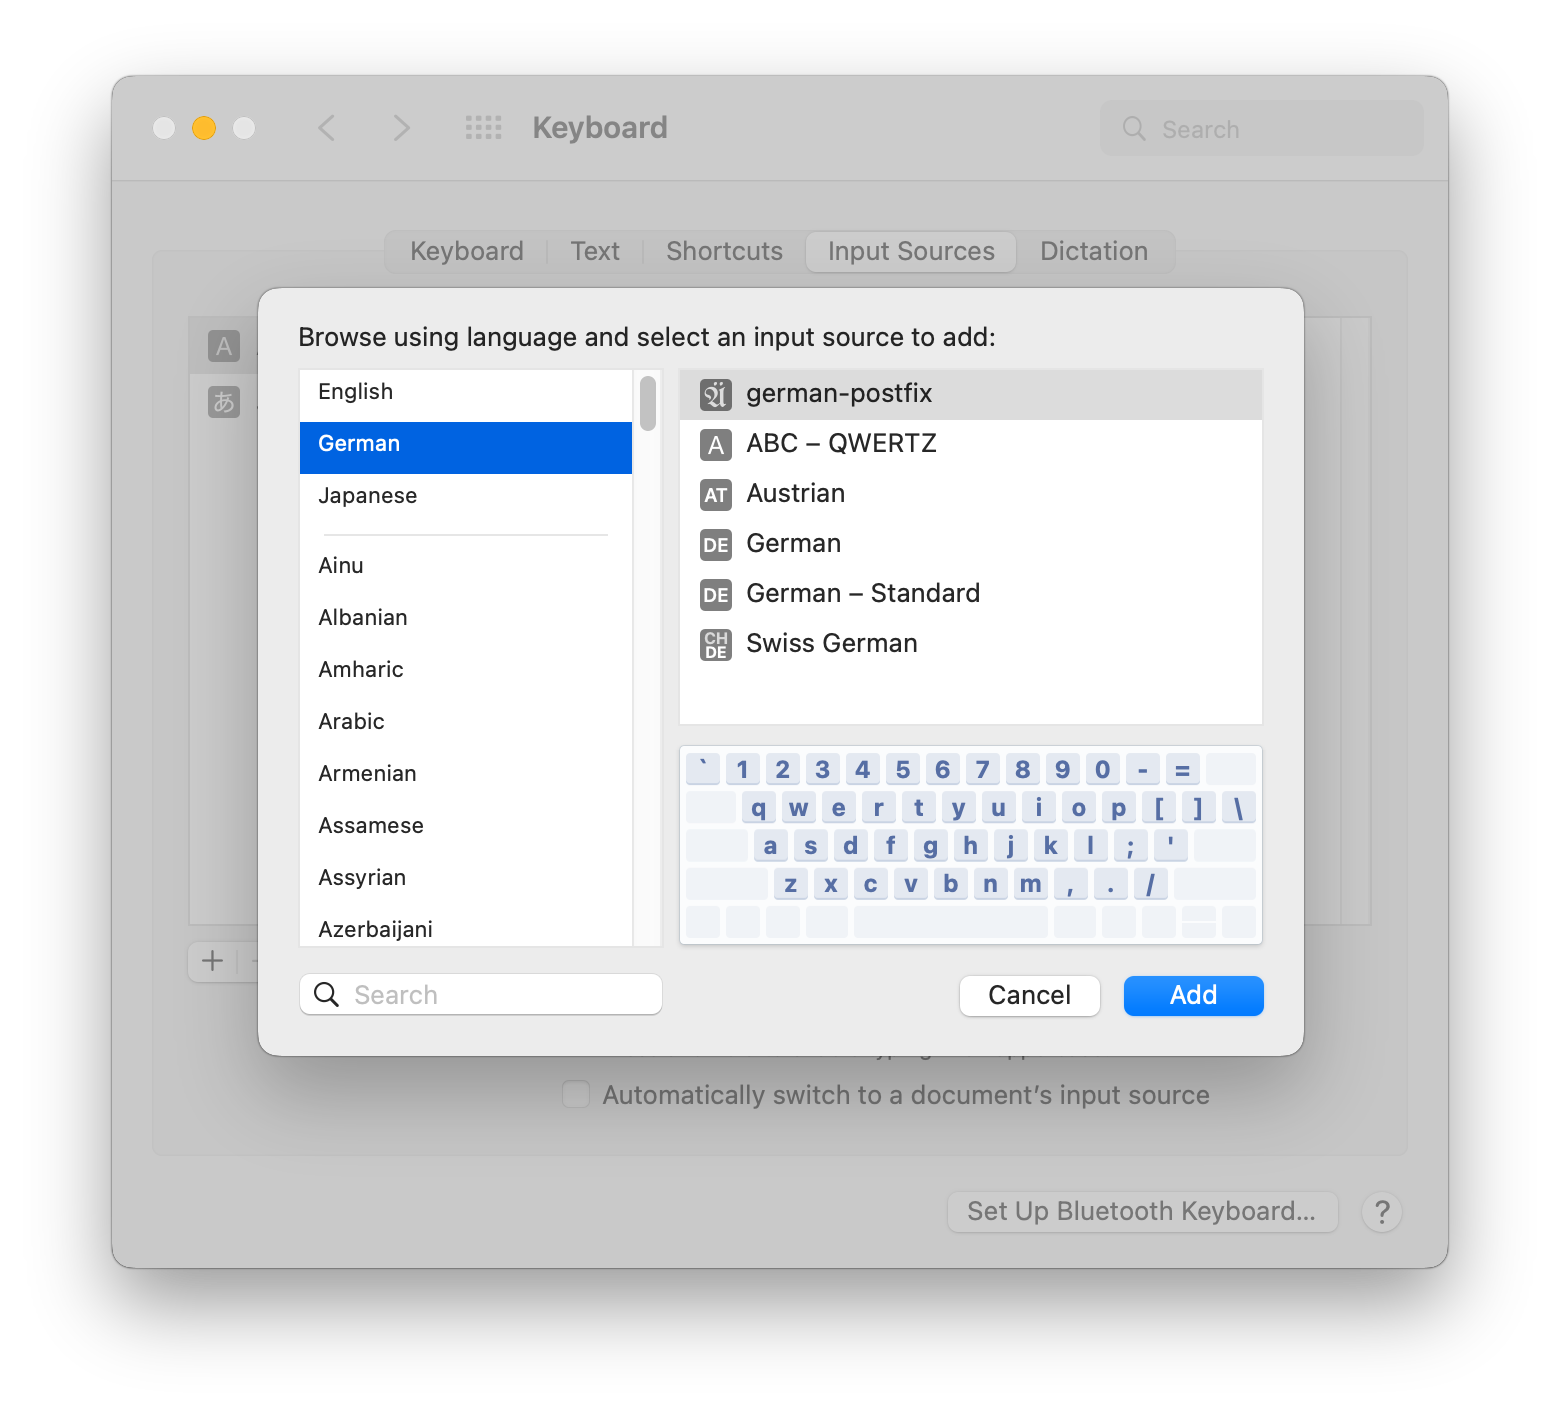 Keyboard
Search
Keyboard
Text
Shortcuts
Input Sources
Dictation
A
あ
Browse using language and select an input source to add:
English
German
Japanese
Ainu
Albanian
Amharic
Arabic
Armenian
Assamese
Assyrian
Azerbaijani
Search
Ü german-postfix
A ABC – QWERTZ
AT Austrian
DE German
DE German – Standard
CH DE Swiss German
` 1 2 3 4 5 6 7 8 9 0 - =
q w e r t y u i o p [ ] \
a s d f g h j k l ; '
z x c v b n m , . /
Cancel
Add
Automatically switch to a document’s input source
Set Up Bluetooth Keyboard...
?